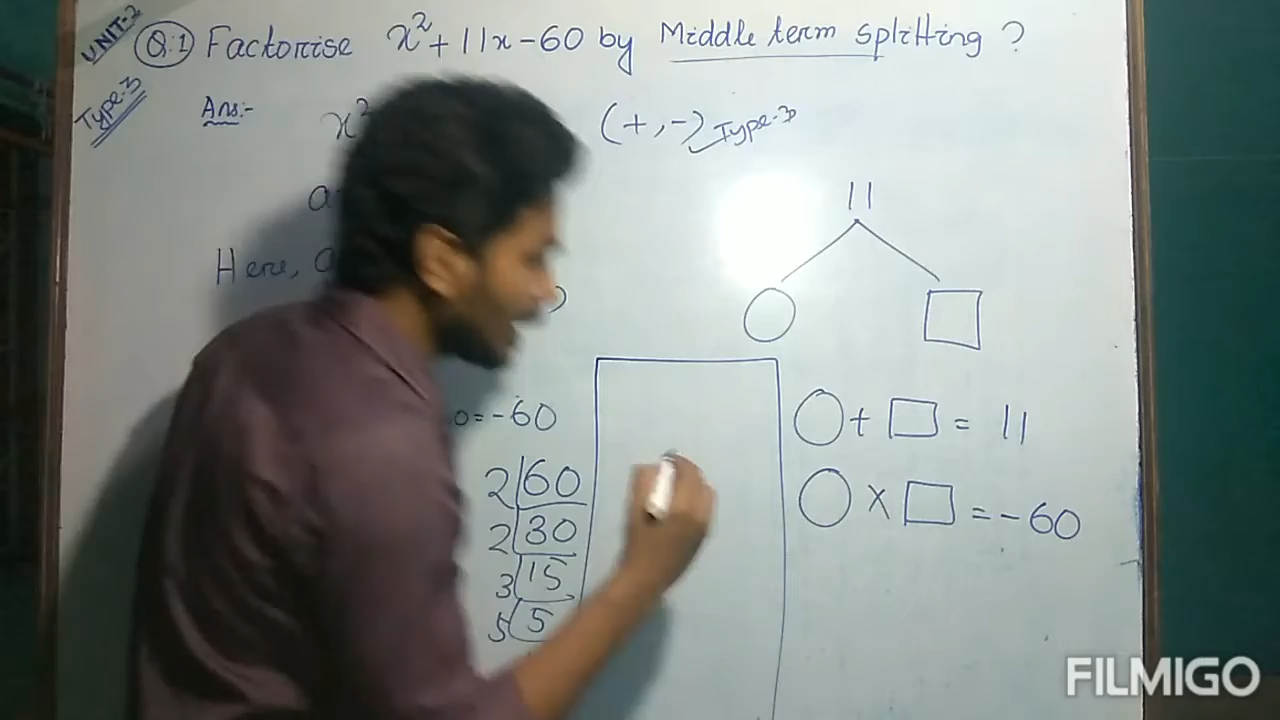 UNIT-2
Q.1 Factorise x²+11x-60 by Middle term splitting ?
Type-3
Ans:- x² (+,-) Type-3
11
a
Here, a
0=-60
○+□=11
2|60
○×□=-60
2|30
3|15
5|5
FILMIGO